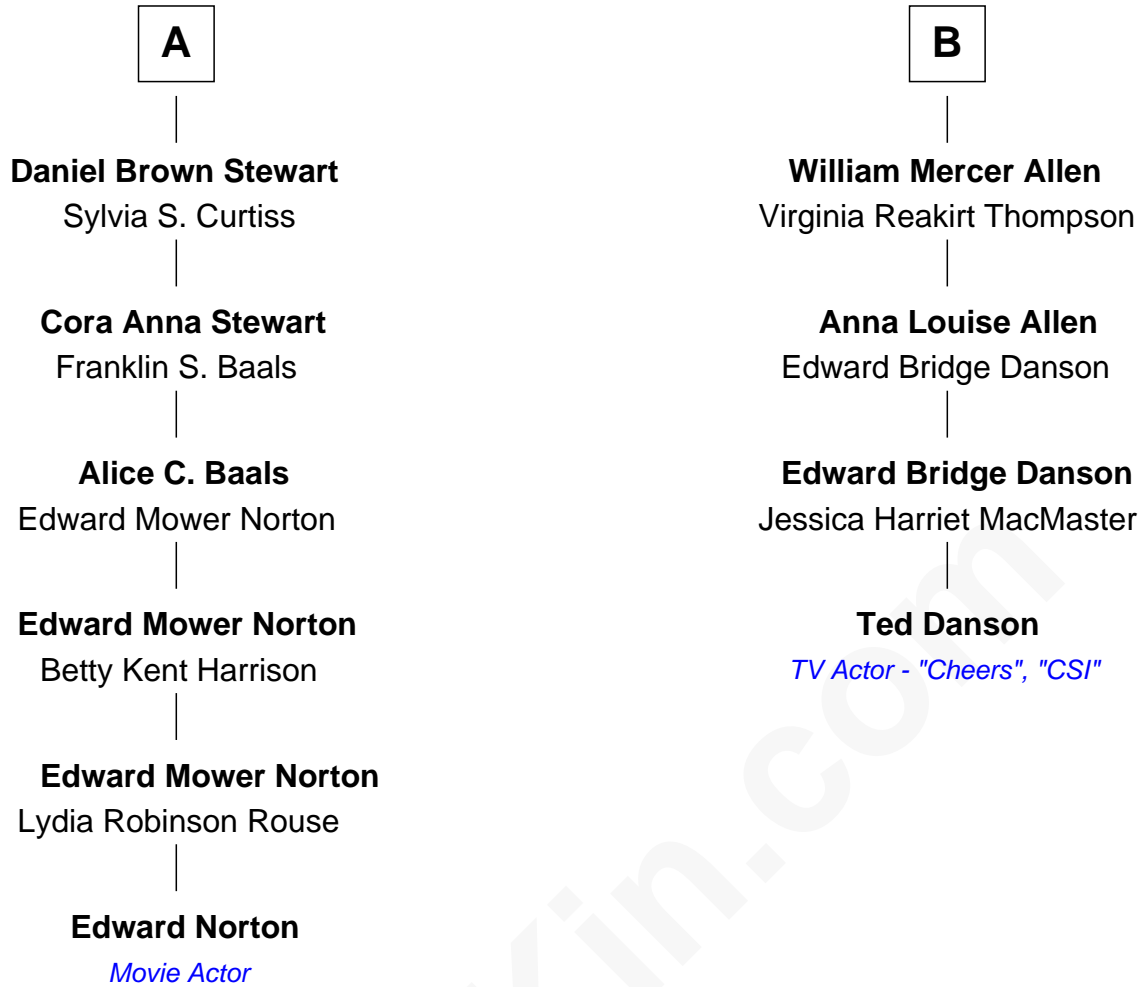 A
Daniel Brown Stewart
Sylvia S. Curtiss
Cora Anna Stewart
Franklin S. Baals
Alice C. Baals
Edward Mower Norton
Edward Mower Norton
Betty Kent Harrison
Edward Mower Norton
Lydia Robinson Rouse
Edward Norton
Movie Actor
B
William Mercer Allen
Virginia Reakirt Thompson
Anna Louise Allen
Edward Bridge Danson
Edward Bridge Danson
Jessica Harriet MacMaster
Ted Danson
TV Actor - "Cheers", "CSI"